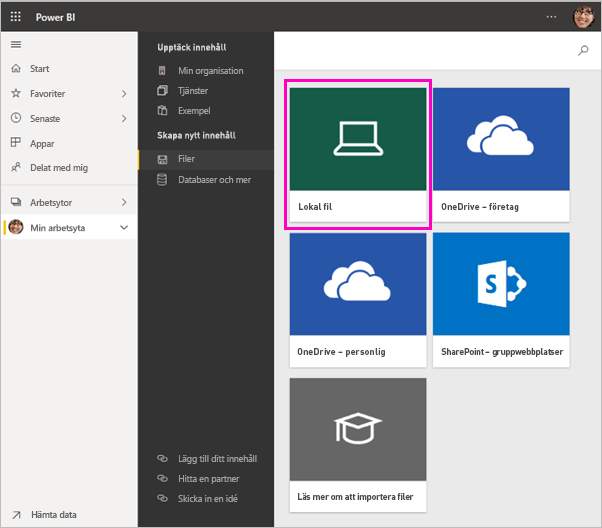 Power BI
Start
Favoriter
Senaste
Appar
Delat med mig
Arbetsytor
Min arbetsyta
Hämta data
Upptäck innehåll
Min organisation
Tjänster
Exempel
Skapa nytt innehåll
Filer
Databaser och mer
Lägg till ditt innehåll
Hitta en partner
Skicka in en idé
Lokal fil
OneDrive – företag
OneDrive – personlig
S
SharePoint – gruppwebbplatser
Läs mer om att importera filer